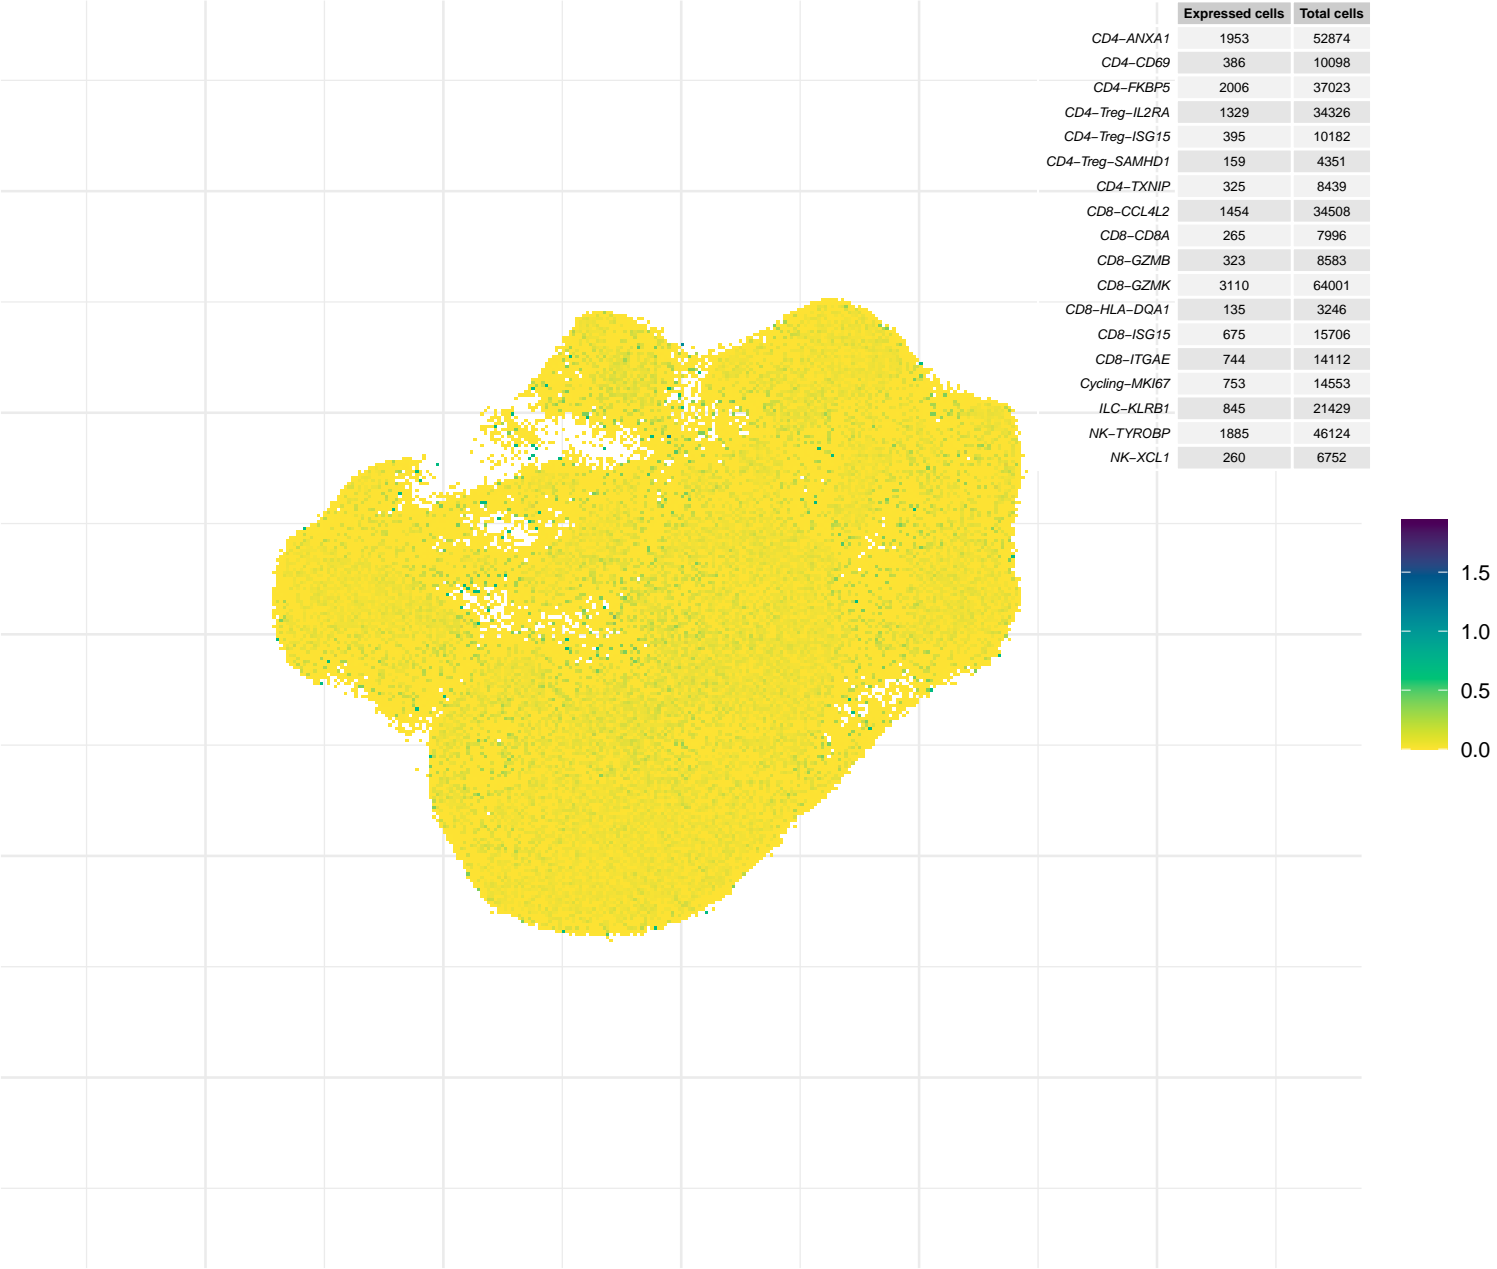 Expressed cells Total cells
CD4−ANXA1 1953 52874
CD4−CD69 386 10098
CD4−FKBP5 2006 37023
CD4−Treg−IL2RA 1329 34326
CD4−Treg−ISG15 395 10182
CD4−Treg−SAMHD1 159 4351
CD4−TXNIP 325 8439
CD8−CCL4L2 1454 34508
CD8−CD8A 265 7996
CD8−GZMB 323 8583
CD8−GZMK 3110 64001
CD8−HLA−DQA1 135 3246
CD8−ISG15 675 15706
CD8−ITGAE 744 14112
Cycling−MKI67 753 14553
ILC−KLRB1 845 21429
NK−TYROBP 1885 46124
NK−XCL1 260 6752
1.5
1.0
0.5
0.0